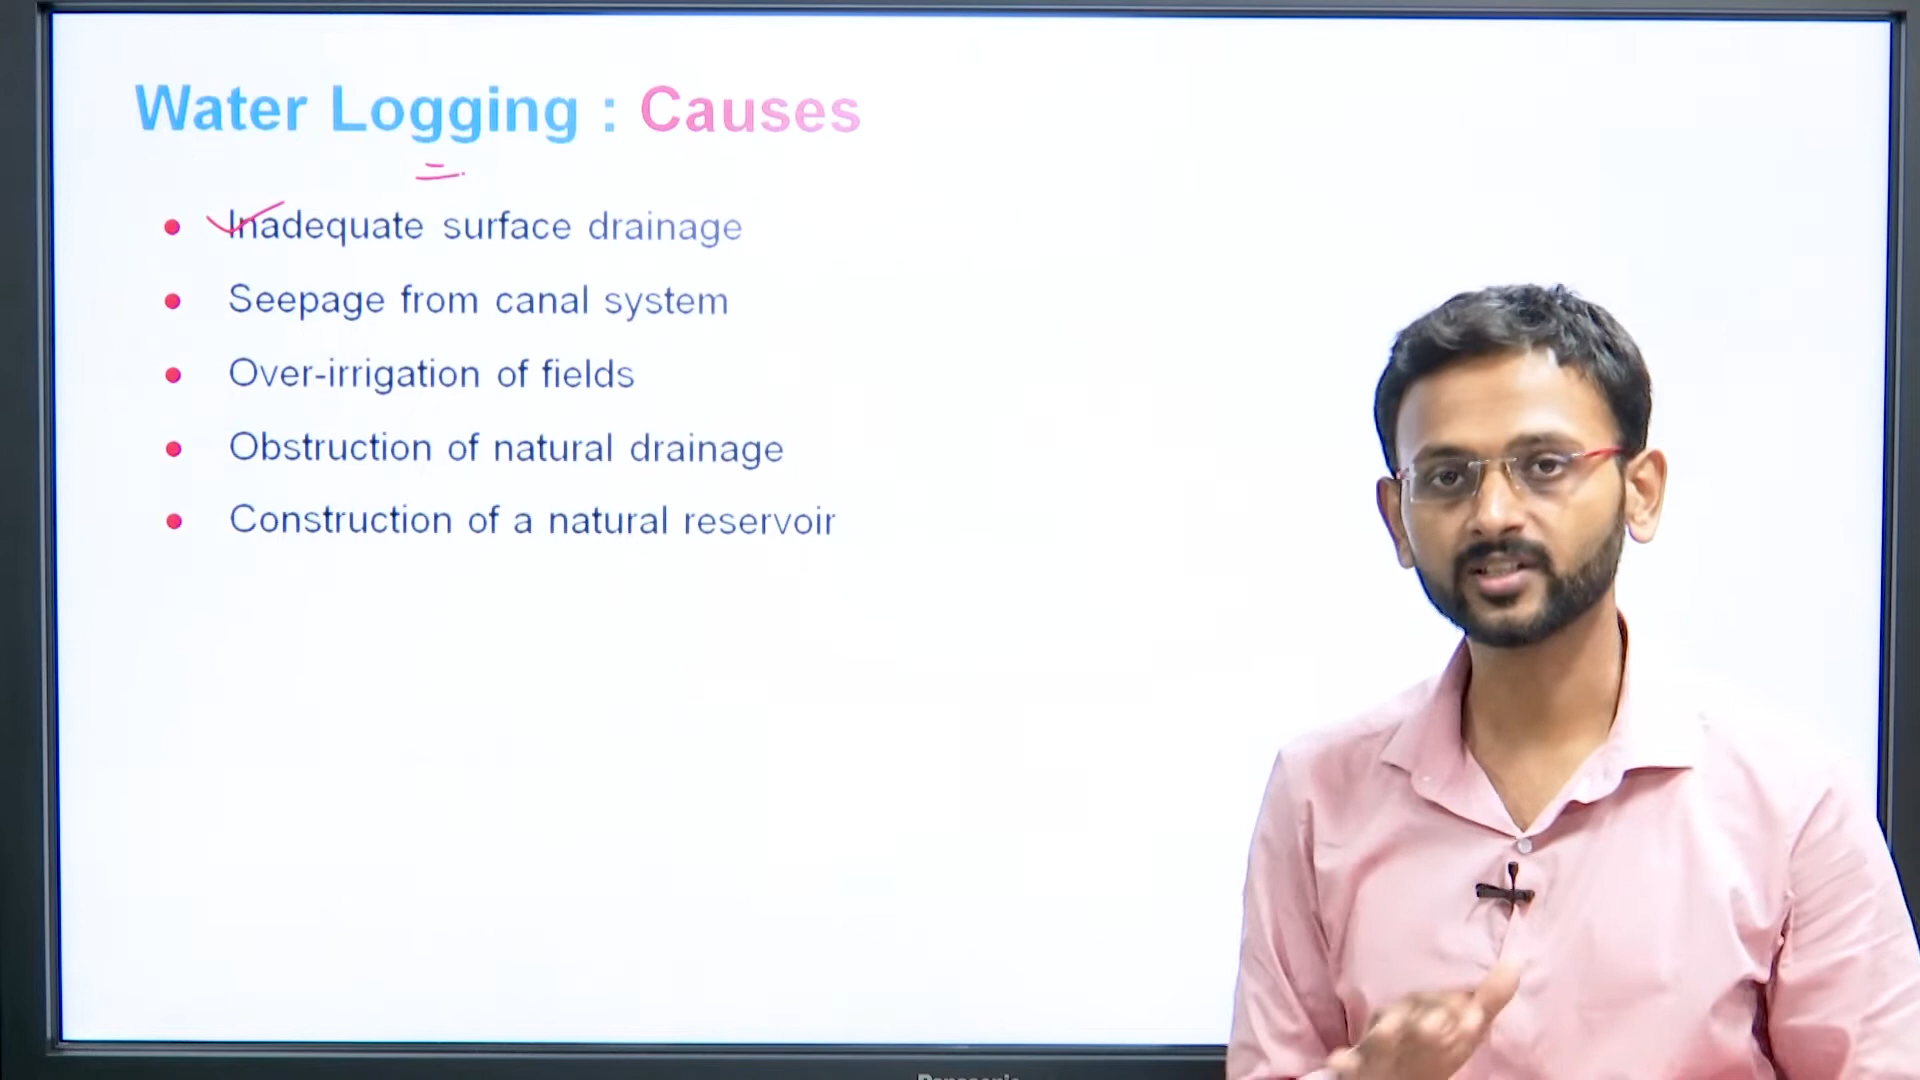 Water Logging : Causes
• Inadequate surface drainage
• Seepage from canal system
• Over-irrigation of fields
• Obstruction of natural drainage
• Construction of a natural reservoir
Panasonic